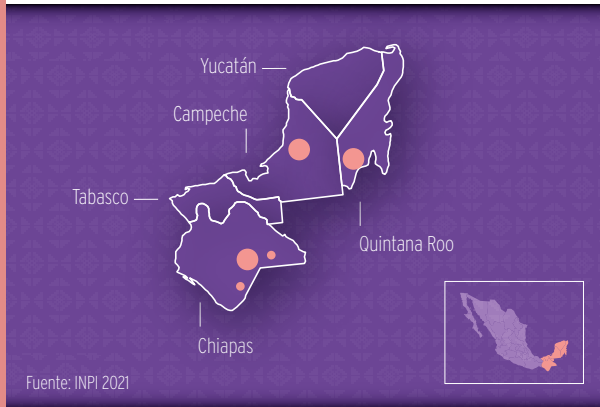 Yucatán
Campeche
Tabasco
Quintana Roo
Chiapas
Fuente: INPI 2021